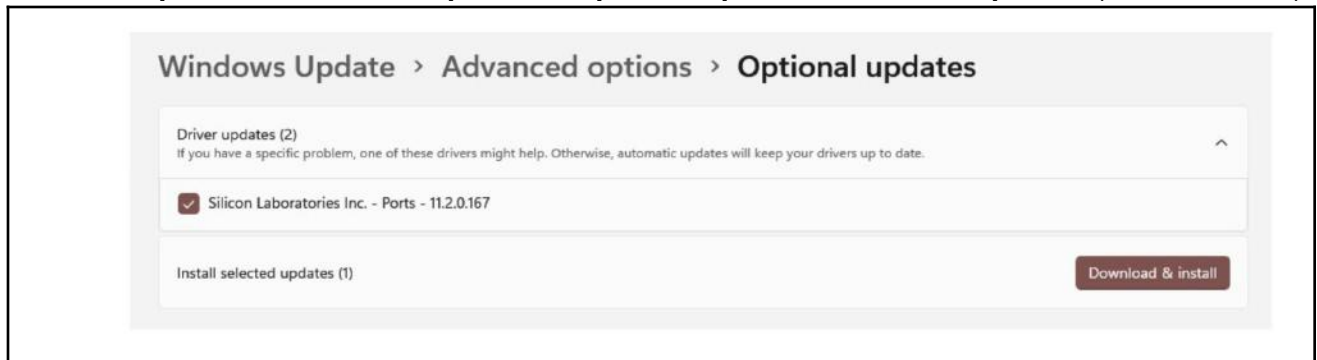 Windows Update > Advanced options > Optional updates
Driver updates (2)
If you have a specific problem, one of these drivers might help. Otherwise, automatic updates will keep your drivers up to date.
Silicon Laboratories Inc. - Ports - 11.2.0.167
Install selected updates (1)
Download & install